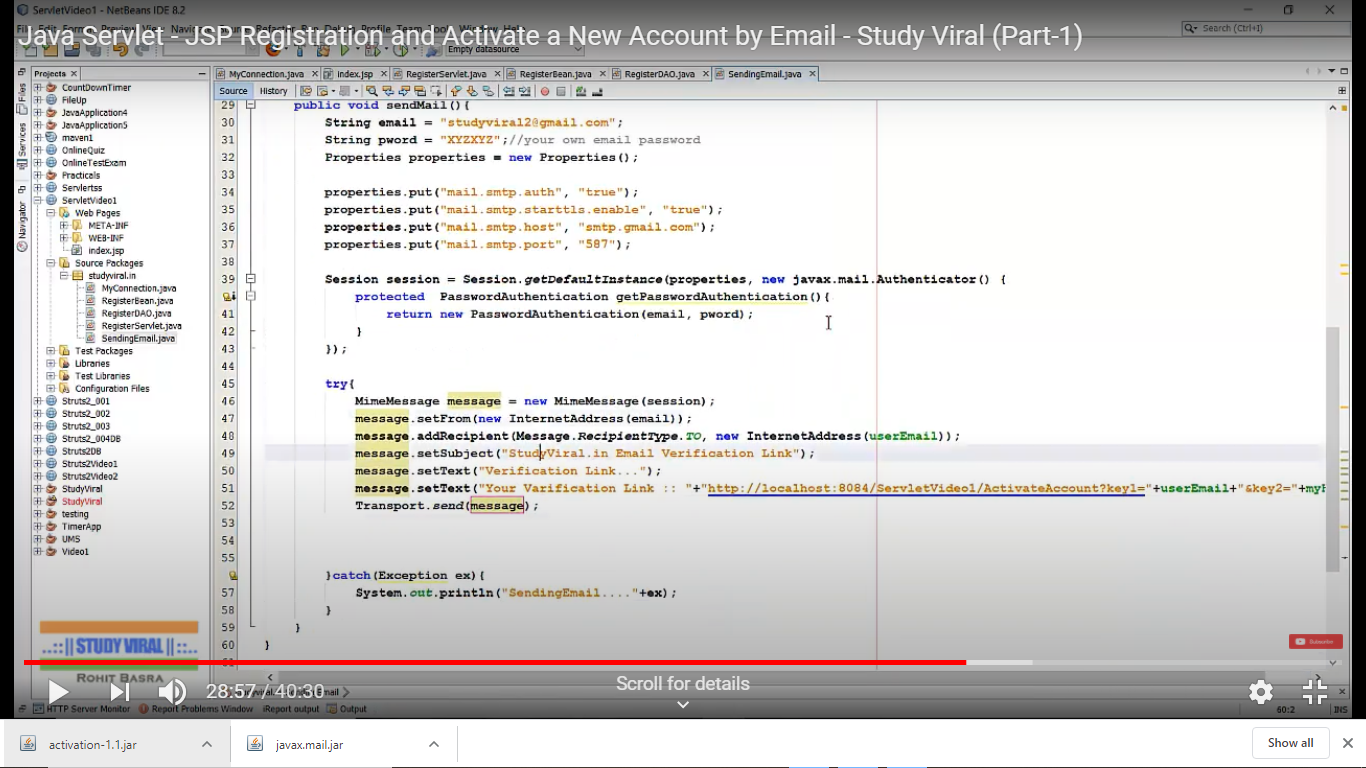 ServletVideo1 - NetBeans IDE 8.2
Java Servlet - JSP Registration and Activate a New Account by Email - Study Viral (Part-1)
Search (Ctrl+I)
Empty datasource
Projects
MyConnection.java
index.jsp
RegisterServlet.java
RegisterBean.java
RegisterDAO.java
SendingEmail.java
Source
History
Files
Services
Navigator
CountDownTimer
FileUp
JavaApplication4
JavaApplication5
maven1
OnlineQuiz
OnlineTestExam
Practicals
Servlertss
ServletVideo1
Web Pages
META-INF
WEB-INF
index.jsp
Source Packages
studyviral.in
MyConnection.java
RegisterBean.java
RegisterDAO.java
RegisterServlet.java
SendingEmail.java
Test Packages
Libraries
Test Libraries
Configuration Files
Struts2_001
Struts2_002
Struts2_003
Struts2_004DB
Struts2DB
Struts2Video1
Struts2Video2
StudyViral
StudyViral
testing
TimerApp
UMS
Video1
29 public void sendMail(){
30 String email = "studyviral2@gmail.com";
31 String pword = "XYZXYZ";//your own email password
32 Properties properties = new Properties();
33
34 properties.put("mail.smtp.auth", "true");
35 properties.put("mail.smtp.starttls.enable", "true");
36 properties.put("mail.smtp.host", "smtp.gmail.com");
37 properties.put("mail.smtp.port", "587");
38
39 Session session = Session.getDefaultInstance(properties, new javax.mail.Authenticator() {
protected PasswordAuthentication getPasswordAuthentication(){
41 return new PasswordAuthentication(email, pword);
42 }
43 });
44
45 try{
46 MimeMessage message = new MimeMessage(session);
47 message.setFrom(new InternetAddress(email));
48 message.addRecipient(Message.RecipientType.TO, new InternetAddress(userEmail));
49 message.setSubject("StudyViral.in Email Verification Link");
50 message.setText("Verification Link...");
51 message.setText("Your Varification Link :: "+"http://localhost:8084/ServletVideo1/ActivateAccount?key1="+userEmail+"&key2="+myH
52 Transport.send(message);
53
54
55
}catch(Exception ex){
57 System.out.println("SendingEmail...."+ex);
58 }
59 }
60 }
..::|| STUDY VIRAL ||::..
ROHIT BASRA
28:57 / 40:30
Scroll for details
HTTP Server Monitor
Report Problems Window
iReport output
Output
60:2
INS
activation-1.1.jar
javax.mail.jar
Show all